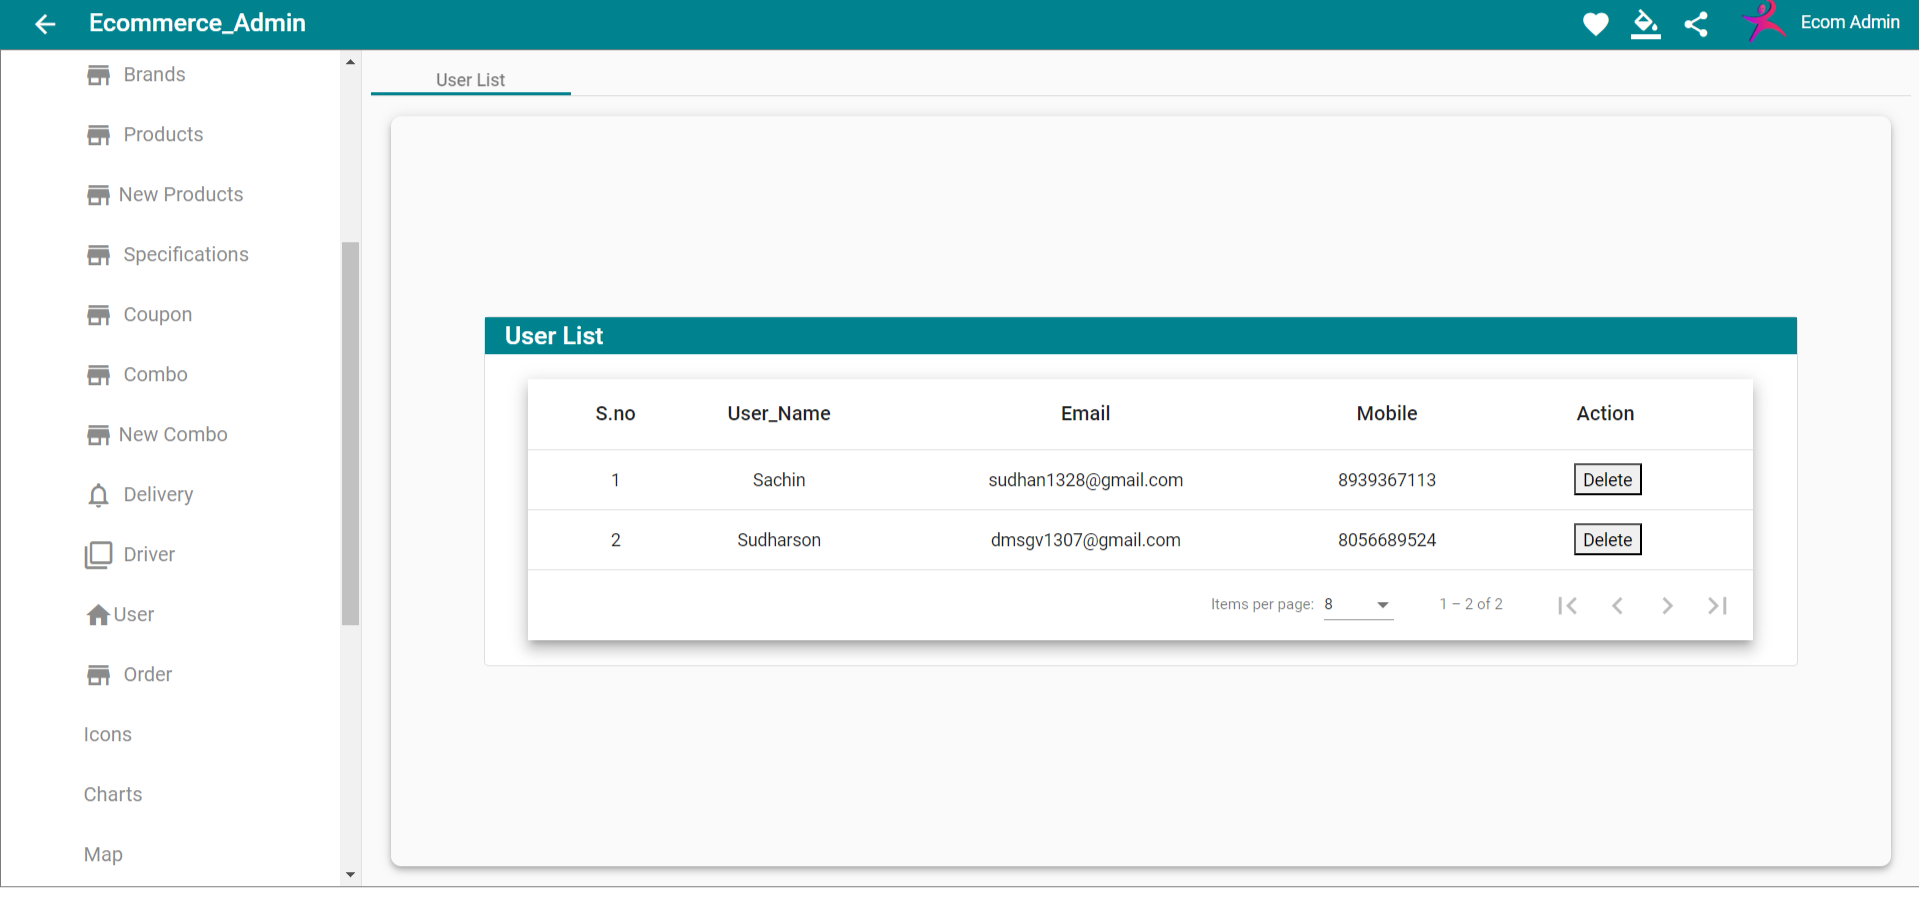 Ecommerce_Admin
Ecom Admin
Brands
Products
New Products
Specifications
Coupon
Combo
New Combo
Delivery
Driver
User
Order
Icons
Charts
Map
User List
User List
S.no User_Name Email Mobile Action
1 Sachin sudhan1328@gmail.com 8939367113 Delete
2 Sudharson dmsgv1307@gmail.com 8056689524 Delete
Items per page: 8 1 – 2 of 2